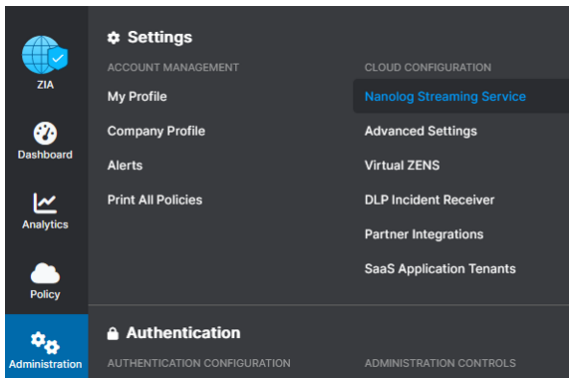 ZIA
Dashboard
Analytics
Policy
Administration
Settings
ACCOUNT MANAGEMENT
My Profile
Company Profile
Alerts
Print All Policies
CLOUD CONFIGURATION
Nanolog Streaming Service
Advanced Settings
Virtual ZENS
DLP Incident Receiver
Partner Integrations
SaaS Application Tenants
Authentication
AUTHENTICATION CONFIGURATION
ADMINISTRATION CONTROLS